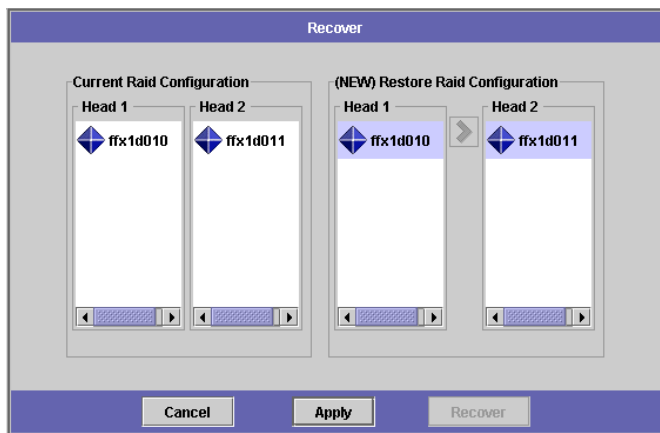 Recover
Current Raid Configuration
Head 1
Head 2
ffx1d010
ffx1d011
(NEW) Restore Raid Configuration
Head 1
Head 2
ffx1d010
ffx1d011
Cancel
Apply
Recover